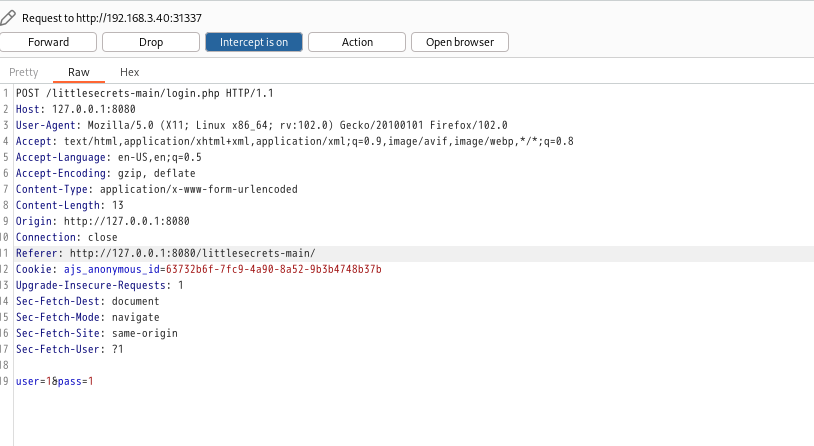 Request to http://192.168.3.40:31337
Forward Drop Intercept is on Action Open browser
Pretty Raw Hex
1 POST /littlesecrets-main/login.php HTTP/1.1
2 Host: 127.0.0.1:8080
3 User-Agent: Mozilla/5.0 (X11; Linux x86_64; rv:102.0) Gecko/20100101 Firefox/102.0
4 Accept: text/html,application/xhtml+xml,application/xml;q=0.9,image/avif,image/webp,*/*;q=0.8
5 Accept-Language: en-US,en;q=0.5
6 Accept-Encoding: gzip, deflate
7 Content-Type: application/x-www-form-urlencoded
8 Content-Length: 13
9 Origin: http://127.0.0.1:8080
10 Connection: close
11 Referer: http://127.0.0.1:8080/littlesecrets-main/
12 Cookie: ajs_anonymous_id=63732b6f-7fc9-4a90-8a52-9b3b4748b37b
13 Upgrade-Insecure-Requests: 1
14 Sec-Fetch-Dest: document
15 Sec-Fetch-Mode: navigate
16 Sec-Fetch-Site: same-origin
17 Sec-Fetch-User: ?1
18
19 user=1&pass=1